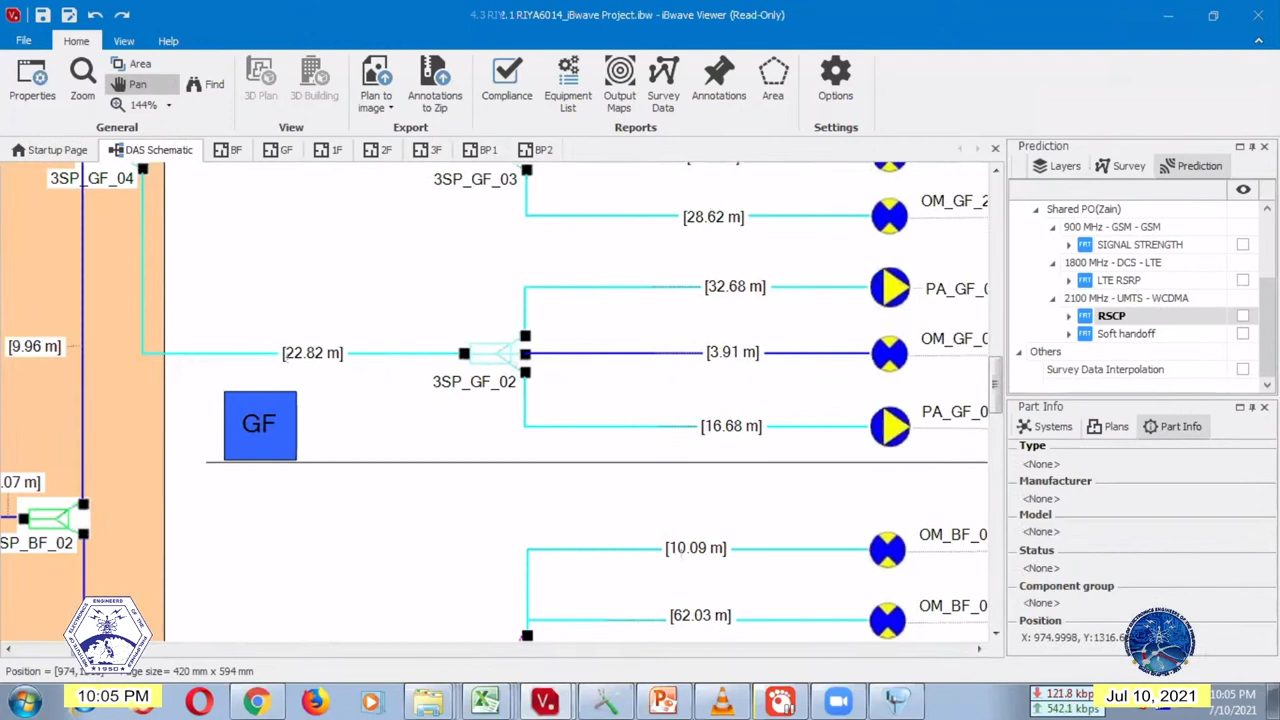 4.3 RIY2.1 RIYA6014_iBwave Project.ibw - iBwave Viewer (Read-Only)
File Home View Help
Properties Zoom Area Pan 144% Find 3D Plan 3D Building Plan to image Annotations to Zip Compliance Equipment List Output Maps Survey Data Annotations Area Options
General View Export Reports Settings
Startup Page DAS Schematic BF GF 1F 2F 3F BP1 BP2
3SP_GF_04
3SP_GF_03
[28.62 m]
OM_GF_2
[32.68 m]
PA_GF_0
[9.96 m]
[22.82 m]
[3.91 m]
OM_GF_0
3SP_GF_02
GF
[16.68 m]
PA_GF_0
.07 m]
SP_BF_02
[10.09 m]
OM_BF_0
[62.03 m]
OM_BF_0
Prediction
Layers Survey Prediction
Shared PO(Zain)
900 MHz - GSM - GSM
SIGNAL STRENGTH
1800 MHz - DCS - LTE
LTE RSRP
2100 MHz - UMTS - WCDMA
RSCP
Soft handoff
Others
Survey Data Interpolation
Part Info
Systems Plans Part Info
Type
<None>
Manufacturer
<None>
Model
<None>
Status
<None>
Component group
<None>
Position
X: 974.9998, Y:1316.6
Page size= 420 mm x 594 mm
10:05 PM
121.8 kbp
542.1 kbp
Jul 10, 2021
10:05 PM
7/10/2021
1950